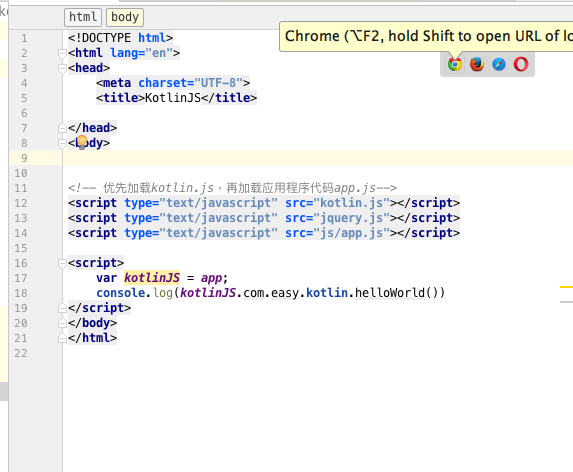 html body
Chrome (⌥F2, hold Shift to open URL of lo
1 <!DOCTYPE html>
2 <html lang="en">
3 <head>
4 <meta charset="UTF-8">
5 <title>KotlinJS</title>
6
7 </head>
8 <body>
9
10
11 <!-- 优先加载kotlin.js，再加载应用程序代码app.js-->
12 <script type="text/javascript" src="kotlin.js"></script>
13 <script type="text/javascript" src="jquery.js"></script>
14 <script type="text/javascript" src="js/app.js"></script>
15
16 <script>
17 var kotlinJS = app;
18 console.log(kotlinJS.com.easy.kotlin.helloWorld())
19 </script>
20 </body>
21 </html>
22